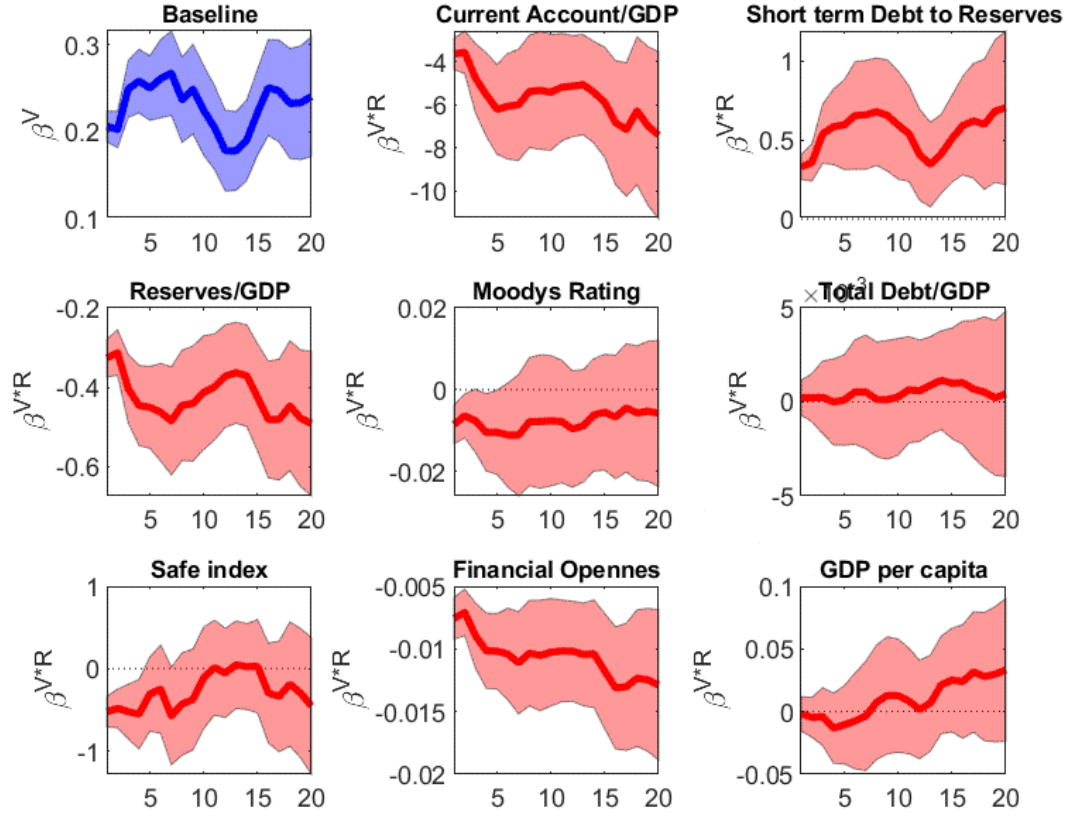 Baseline
Current Account/GDP
Short term Debt to Reserves
0.3
0.2
0.1
β^V
5 10 15 20
-4
-6
-8
-10
β^V*R
5 10 15 20
1
0.5
0
β^V*R
5 10 15 20
Reserves/GDP
Moodys Rating
× 10^-3
Total Debt/GDP
-0.2
-0.4
-0.6
β^V*R
5 10 15 20
0.02
0
-0.02
β^V*R
5 10 15 20
5
0
-5
β^V*R
5 10 15 20
Safe index
Financial Opennes
GDP per capita
1
0
-1
β^V*R
5 10 15 20
-0.005
-0.01
-0.015
-0.02
β^V*R
5 10 15 20
0.1
0.05
0
-0.05
β^V*R
5 10 15 20